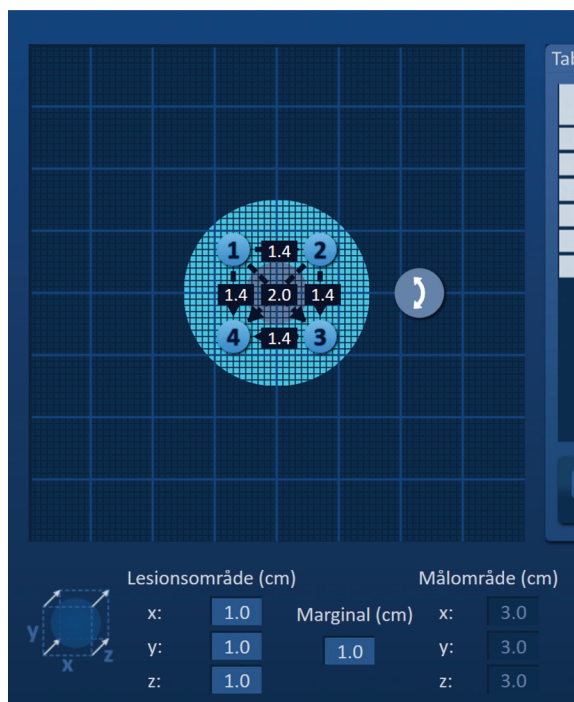 Tab
1 1.4 2
1.4 2.0 1.4
4 1.4 3
Lesionsområde (cm) Målområde (cm)
x: 1.0 Marginal (cm) x: 3.0
y: 1.0 1.0 y: 3.0
z: 1.0 z: 3.0
y
x
z